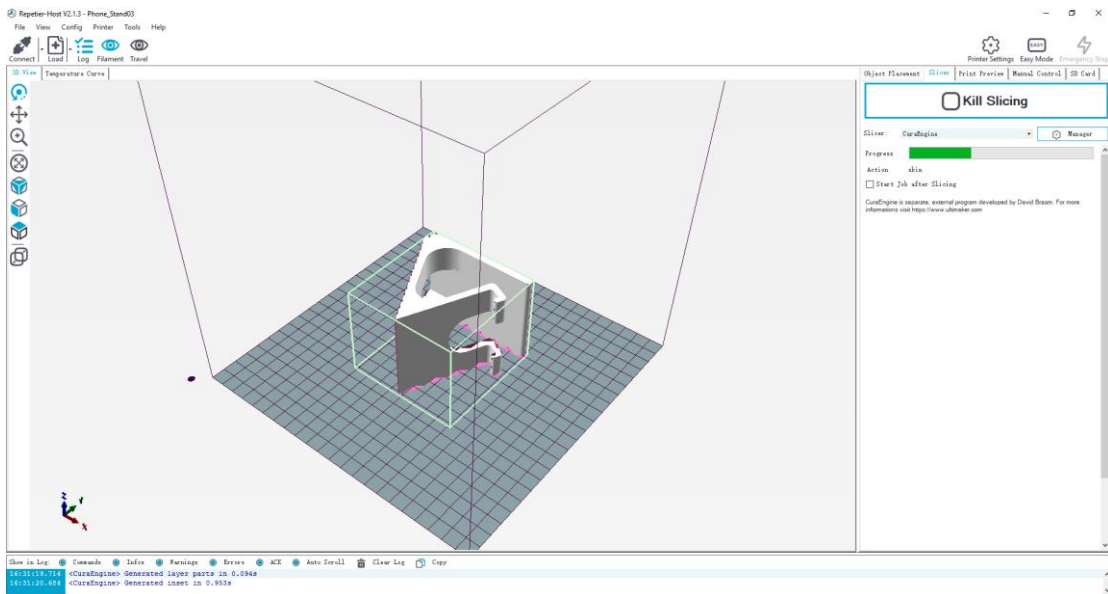 Repetier-Host V2.1.3 - Phone_Stand03
File View Config Printer Tools Help
Connect Load Log Filament Travel
Printer Settings Easy Mode Emergency Stop
EASY
3D View Temperature Curve
Object Placement Slicer Print Preview Manual Control SD Card
Kill Slicing
Slicer: CuraEngine Manager
Progress
Action skin
Start Job after Slicing
CuraEngine is separate, external program developed by David Braam. For more
informations visit https://www.ultimaker.com
Z Y X
Show in Log: Commands Infos Warnings Errors ACK Auto Scroll Clear Log Copy
16:31:19.714 <CuraEngine> Generated layer parts in 0.094s
16:31:20.684 <CuraEngine> Generated inset in 0.953s